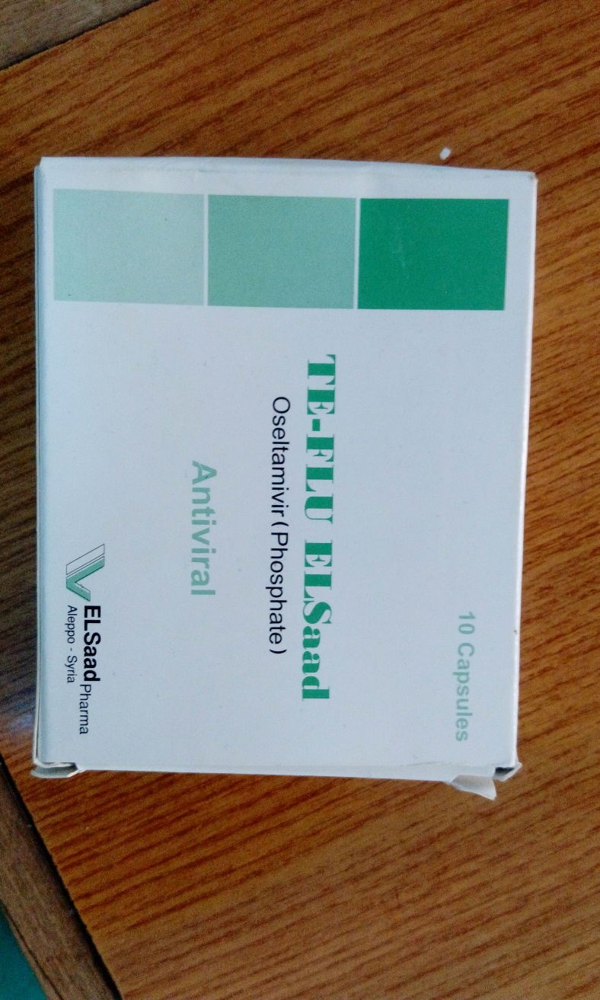 10 Capsules
TE-FLU ELSaad
Oseltamivir ( Phosphate )
Antiviral
ELSaad Pharma
Aleppo - Syria